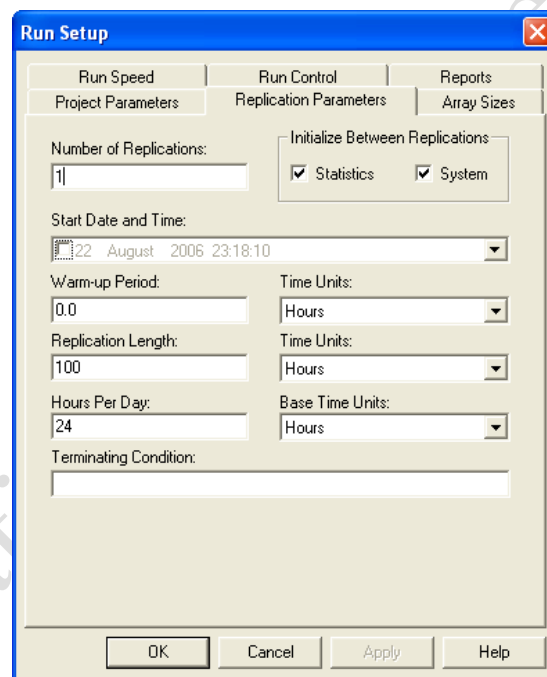 Run Setup
Run Speed Run Control Reports
Project Parameters Replication Parameters Array Sizes
Number of Replications:
1
Initialize Between Replications
Statistics System
Start Date and Time:
22 August 2006 23:18:10
Warm-up Period: Time Units:
0.0 Hours
Replication Length: Time Units:
100 Hours
Hours Per Day: Base Time Units:
24 Hours
Terminating Condition:
OK Cancel Apply Help